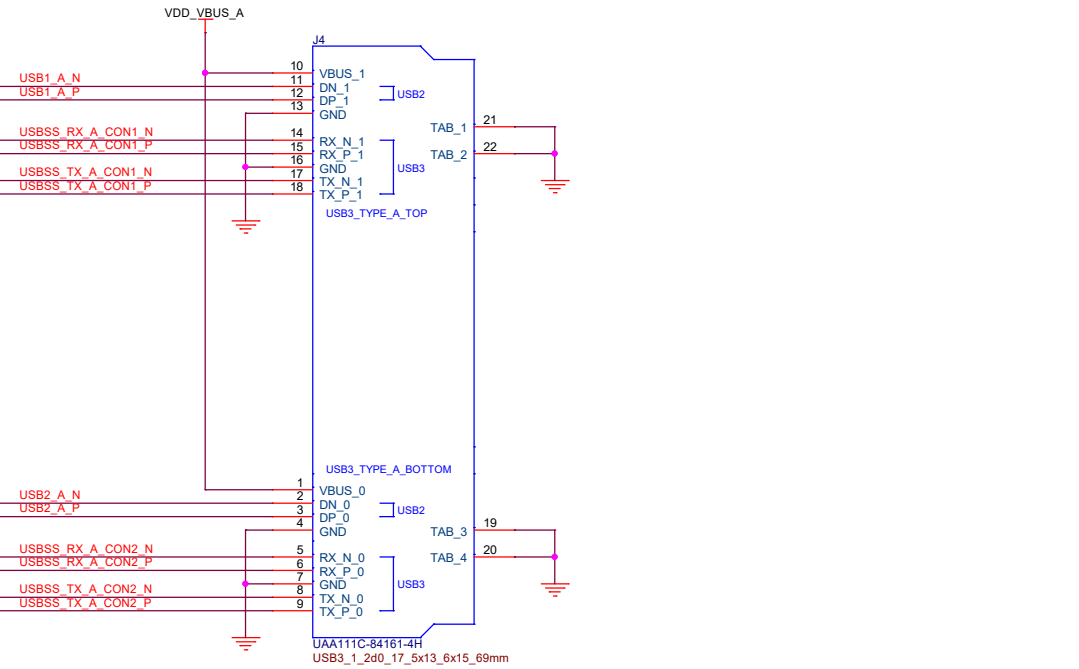 VDD_VBUS_A
J4
10 VBUS_1
USB1_A_N 11 DN_1
USB1_A_P 12 DP_1
USB2
13 GND
USBSS_RX_A_CON1_N 14 RX_N_1
USBSS_RX_A_CON1_P 15 RX_P_1
16 GND
USB3
USBSS_TX_A_CON1_N 17 TX_N_1
USBSS_TX_A_CON1_P 18 TX_P_1
TAB_1 21
TAB_2 22
USB3_TYPE_A_TOP
USB3_TYPE_A_BOTTOM
1 VBUS_0
USB2_A_N 2 DN_0
USB2_A_P 3 DP_0
USB2
4 GND
USBSS_RX_A_CON2_N 5 RX_N_0
USBSS_RX_A_CON2_P 6 RX_P_0
7 GND
USB3
USBSS_TX_A_CON2_N 8 TX_N_0
USBSS_TX_A_CON2_P 9 TX_P_0
TAB_3 19
TAB_4 20
UAA111C-84161-4H
USB3_1_2d0_17_5x13_6x15_69mm